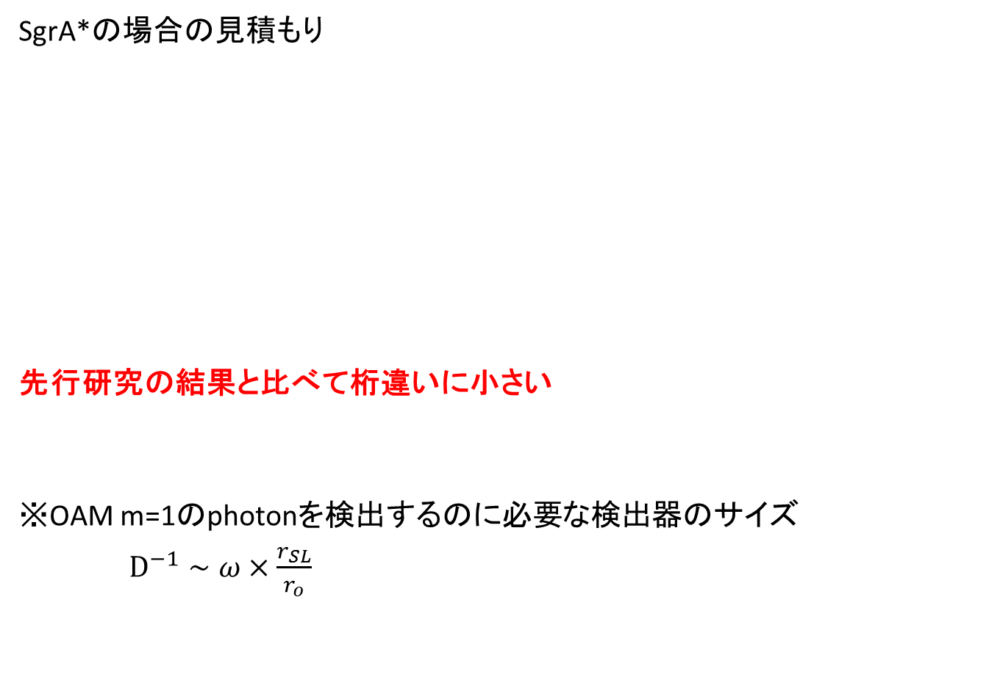 SgrA*の場合の見積もり
先行研究の結果と比べて桁違いに小さい
※OAM m=1のphotonを検出するのに必要な検出器のサイズ
D⁻¹ ~ ω × r_SL / r_o